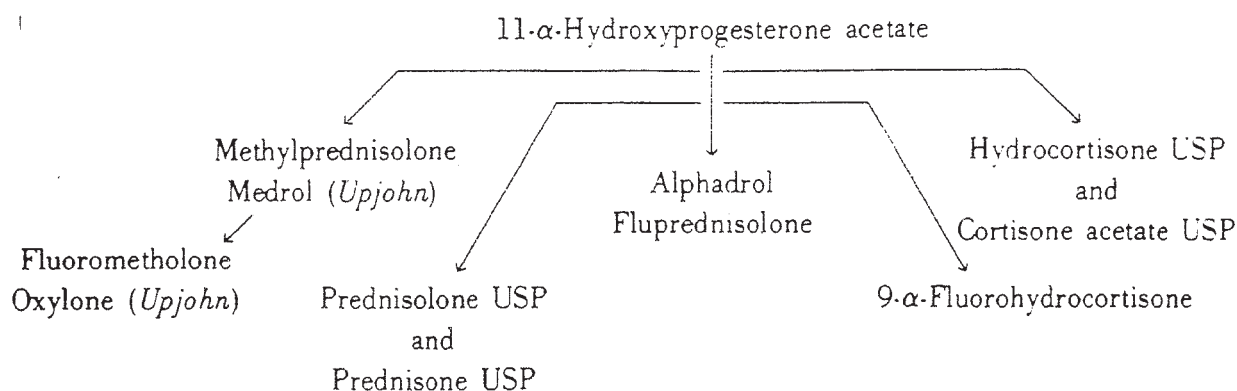 11-α-Hydroxyprogesterone acetate
Methylprednisolone
Medrol (Upjohn)
Alphadrol
Fluprednisolone
Hydrocortisone USP
and
Cortisone acetate USP
Fluorometholone
Oxylone (Upjohn)
Prednisolone USP
and
Prednisone USP
9-α-Fluorohydrocortisone